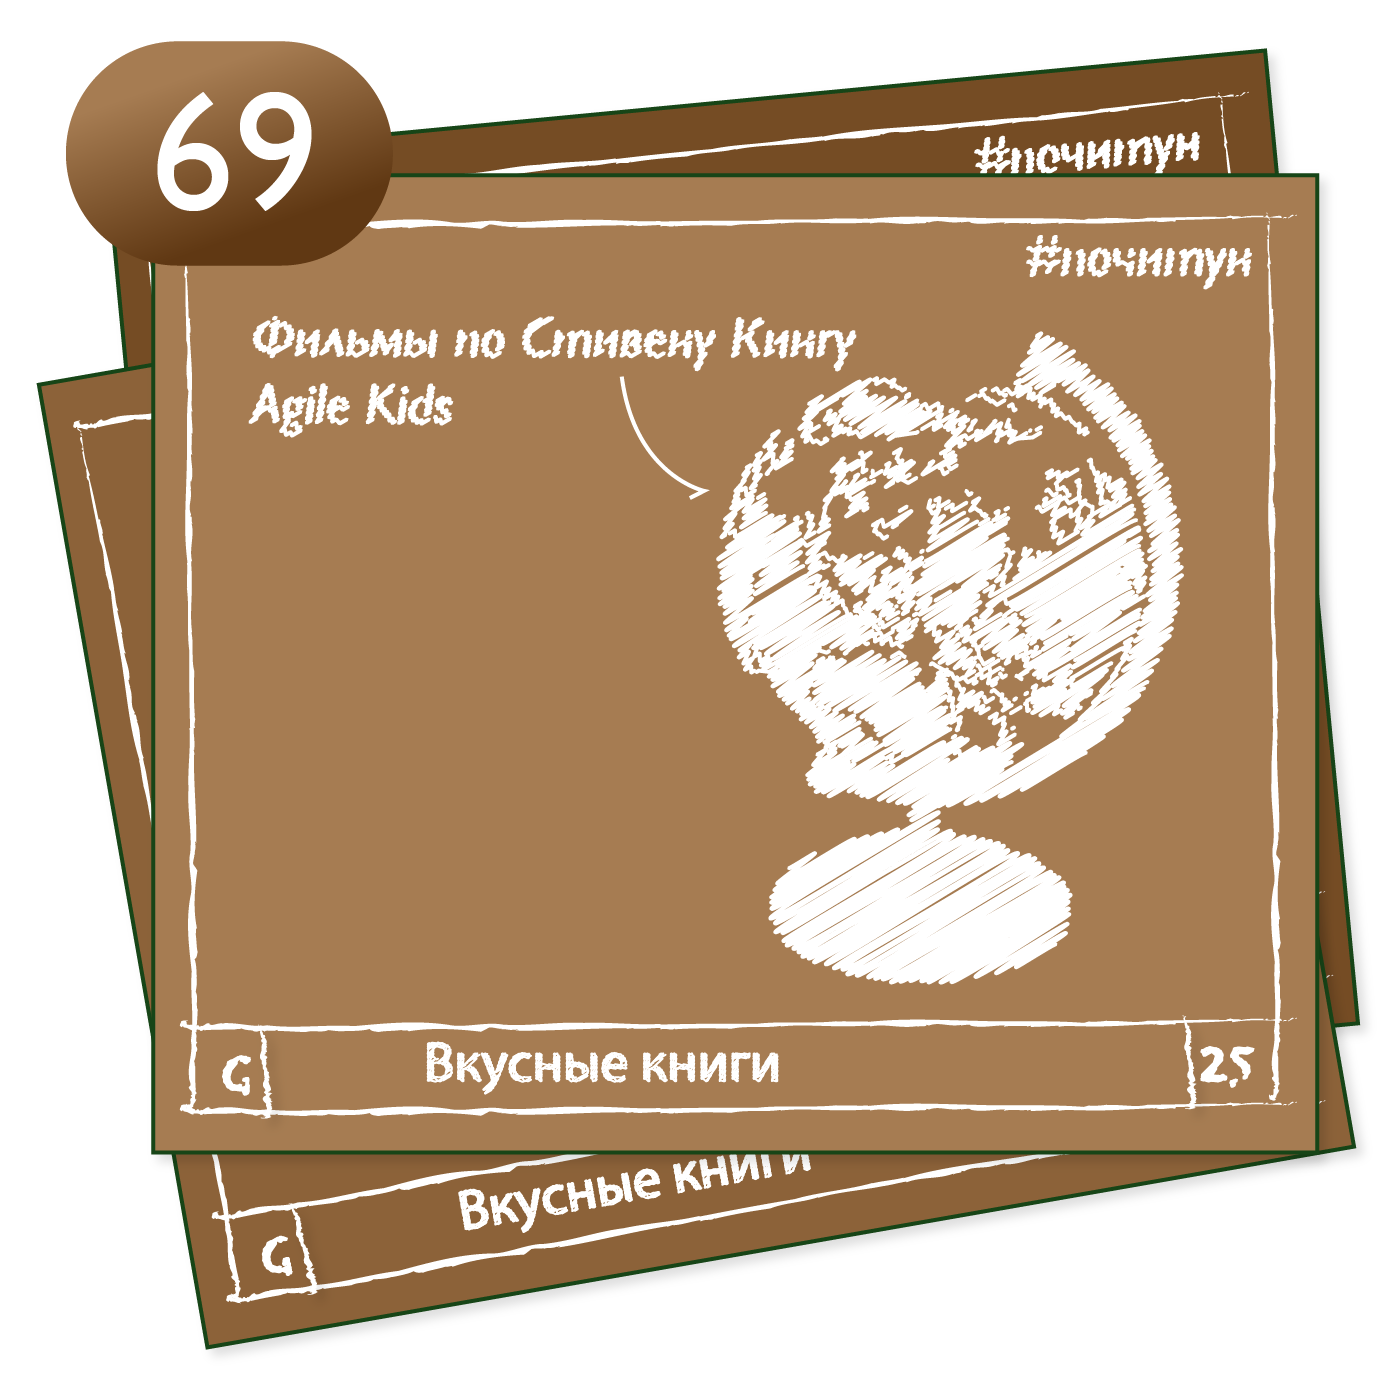 69
#почитун
#почитун
Фильмы по Стивену Кингу
Agile Kids
G Вкусные книги 25
G Вкусные книги